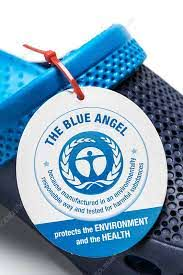 THE BLUE ANGEL
because manufactured in an environmentally
responsible way and tested for harmful substances
protects the ENVIRONMENT
and the HEALTH